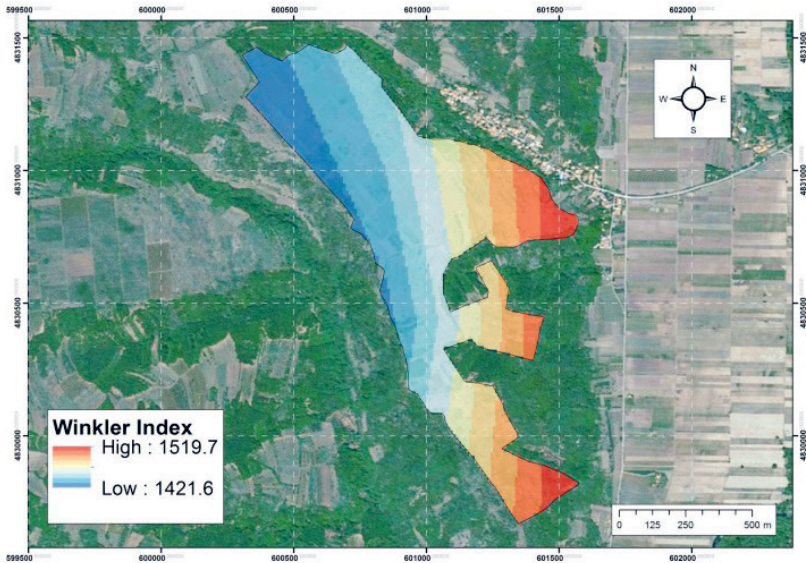 599500 600000 600500 601000 601500 602000
4831500 4831500
N
W E
S
4831000 4831000
4830500 4830500
Winkler Index
High : 1519.7
Low : 1421.6
4830000 4830000
0 125 250 500 m
599500 600000 600500 601000 601500 602000